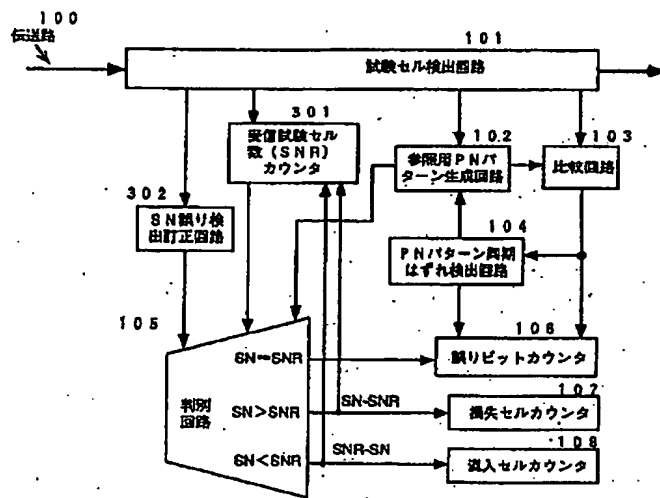 100
伝送路
101
試験セル検出回路
301
受信試験セル
数(SNR)
カウンタ
102
参照用PNパ
ターン生成回路
103
比較回路
302
SN誤り検
出訂正回路
104
PNパターン同期
はずれ検出回路
105
判別
回路
SN=SNR
106
誤りビットカウンタ
SN>SNR
SN-SNR
107
損失セルカウンタ
SN<SNR
SNR-SN
108
混入セルカウンタ